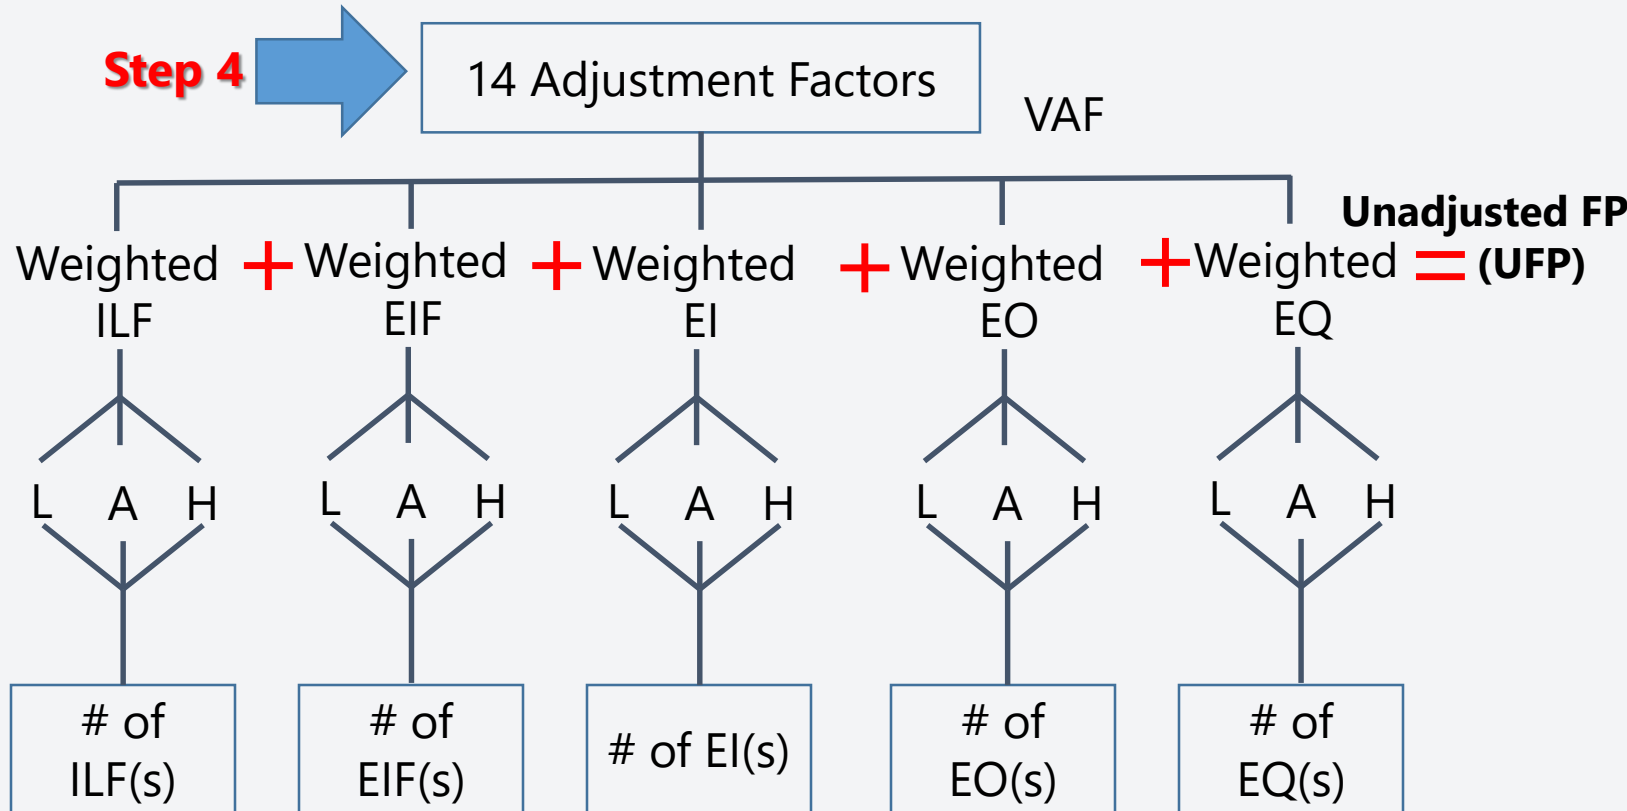 Step 4
14 Adjustment Factors
VAF
Unadjusted FP
(UFP)
Weighted + Weighted + Weighted + Weighted + Weighted =
ILF EIF EI EO EQ
L A H L A H L A H L A H L A H
# of # of # of EI(s) # of # of
ILF(s) EIF(s) EO(s) EQ(s)